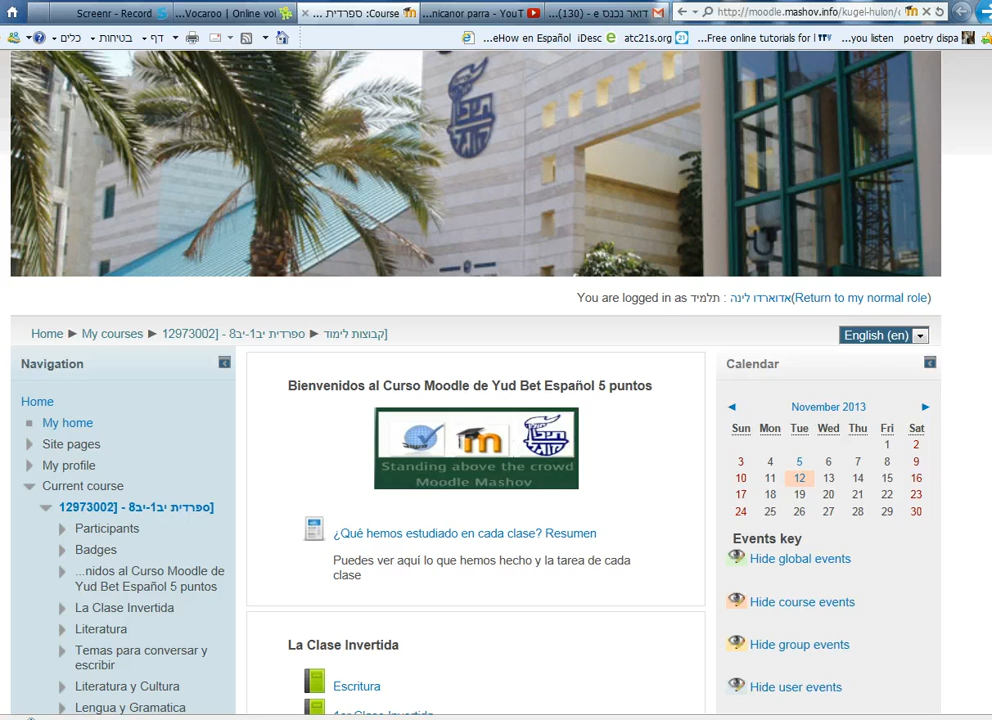 Screenr - Record
...Vocaroo | Online voi
Course: ספרדית ...
...nicanor parra - YouT
דואר נכנס - e (130)...
http://moodle.mashov.info/kugel-hulon/
כלים
בטיחות
דף
...eHow en Español iDesc
atc21s.org
...Free online tutorials for l
...you listen
poetry dispa
You are logged in as תלמיד : אדוארדו לינה(Return to my normal role)
Home ► My courses ► 12973002] - ספרדית יב1-יב8 ► קבוצות לימוד]
English (en)
Navigation
Home
My home
Site pages
My profile
Current course
12973002] - ספרדית יב1-יב8]
Participants
Badges
...nidos al Curso Moodle de
Yud Bet Español 5 puntos
La Clase Invertida
Literatura
Temas para conversar y
escribir
Literatura y Cultura
Lengua y Gramatica
Bienvenidos al Curso Moodle de Yud Bet Español 5 puntos
Standing above the crowd
Moodle Mashov
¿Qué hemos estudiado en cada clase? Resumen
Puedes ver aquí lo que hemos hecho y la tarea de cada
clase
La Clase Invertida
Escritura
1er Clase Invertida
Calendar
◄ November 2013 ►
Sun Mon Tue Wed Thu Fri Sat
1 2
3 4 5 6 7 8 9
10 11 12 13 14 15 16
17 18 19 20 21 22 23
24 25 26 27 28 29 30
Events key
Hide global events
Hide course events
Hide group events
Hide user events